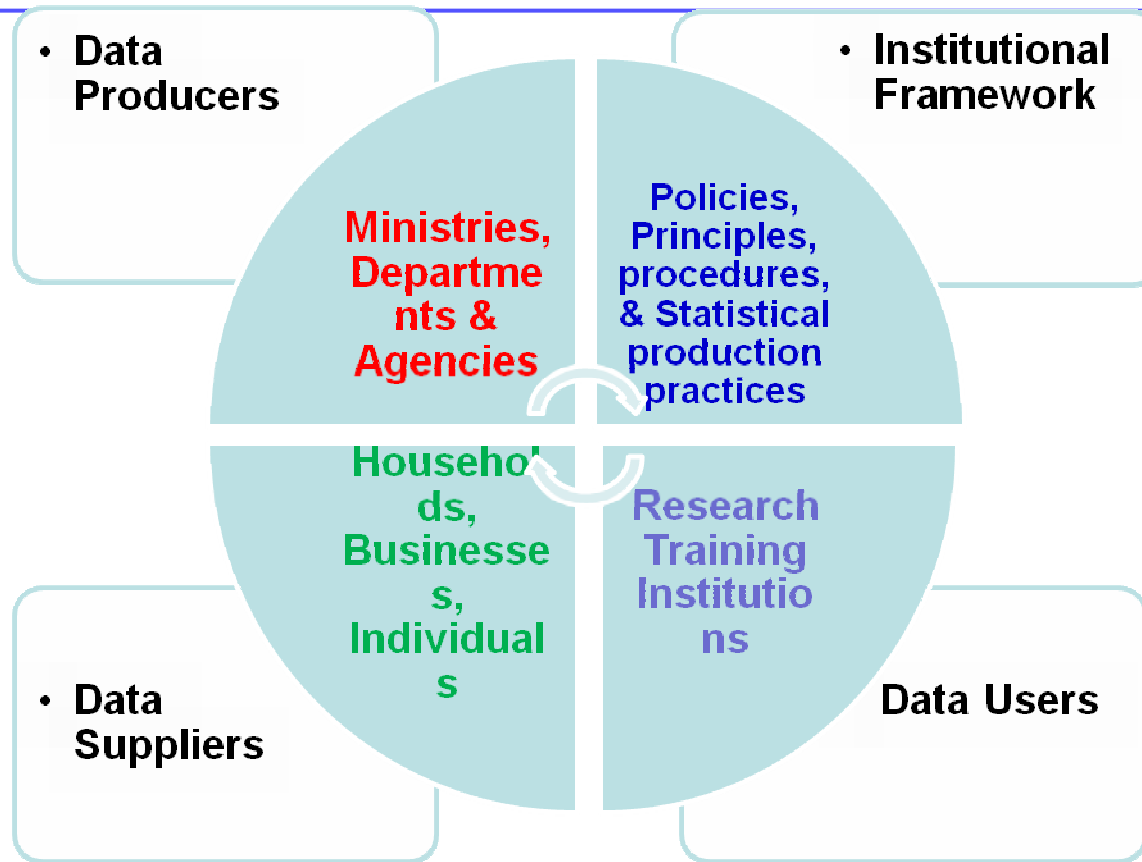 • Data
Producers
• Institutional
Framework
Ministries,
Departme
nts &
Agencies
Policies,
Principles,
procedures,
& Statistical
production
practices
Househol
ds,
Businesse
s,
Individual
s
Research
Training
Institutio
ns
• Data
Suppliers
Data Users